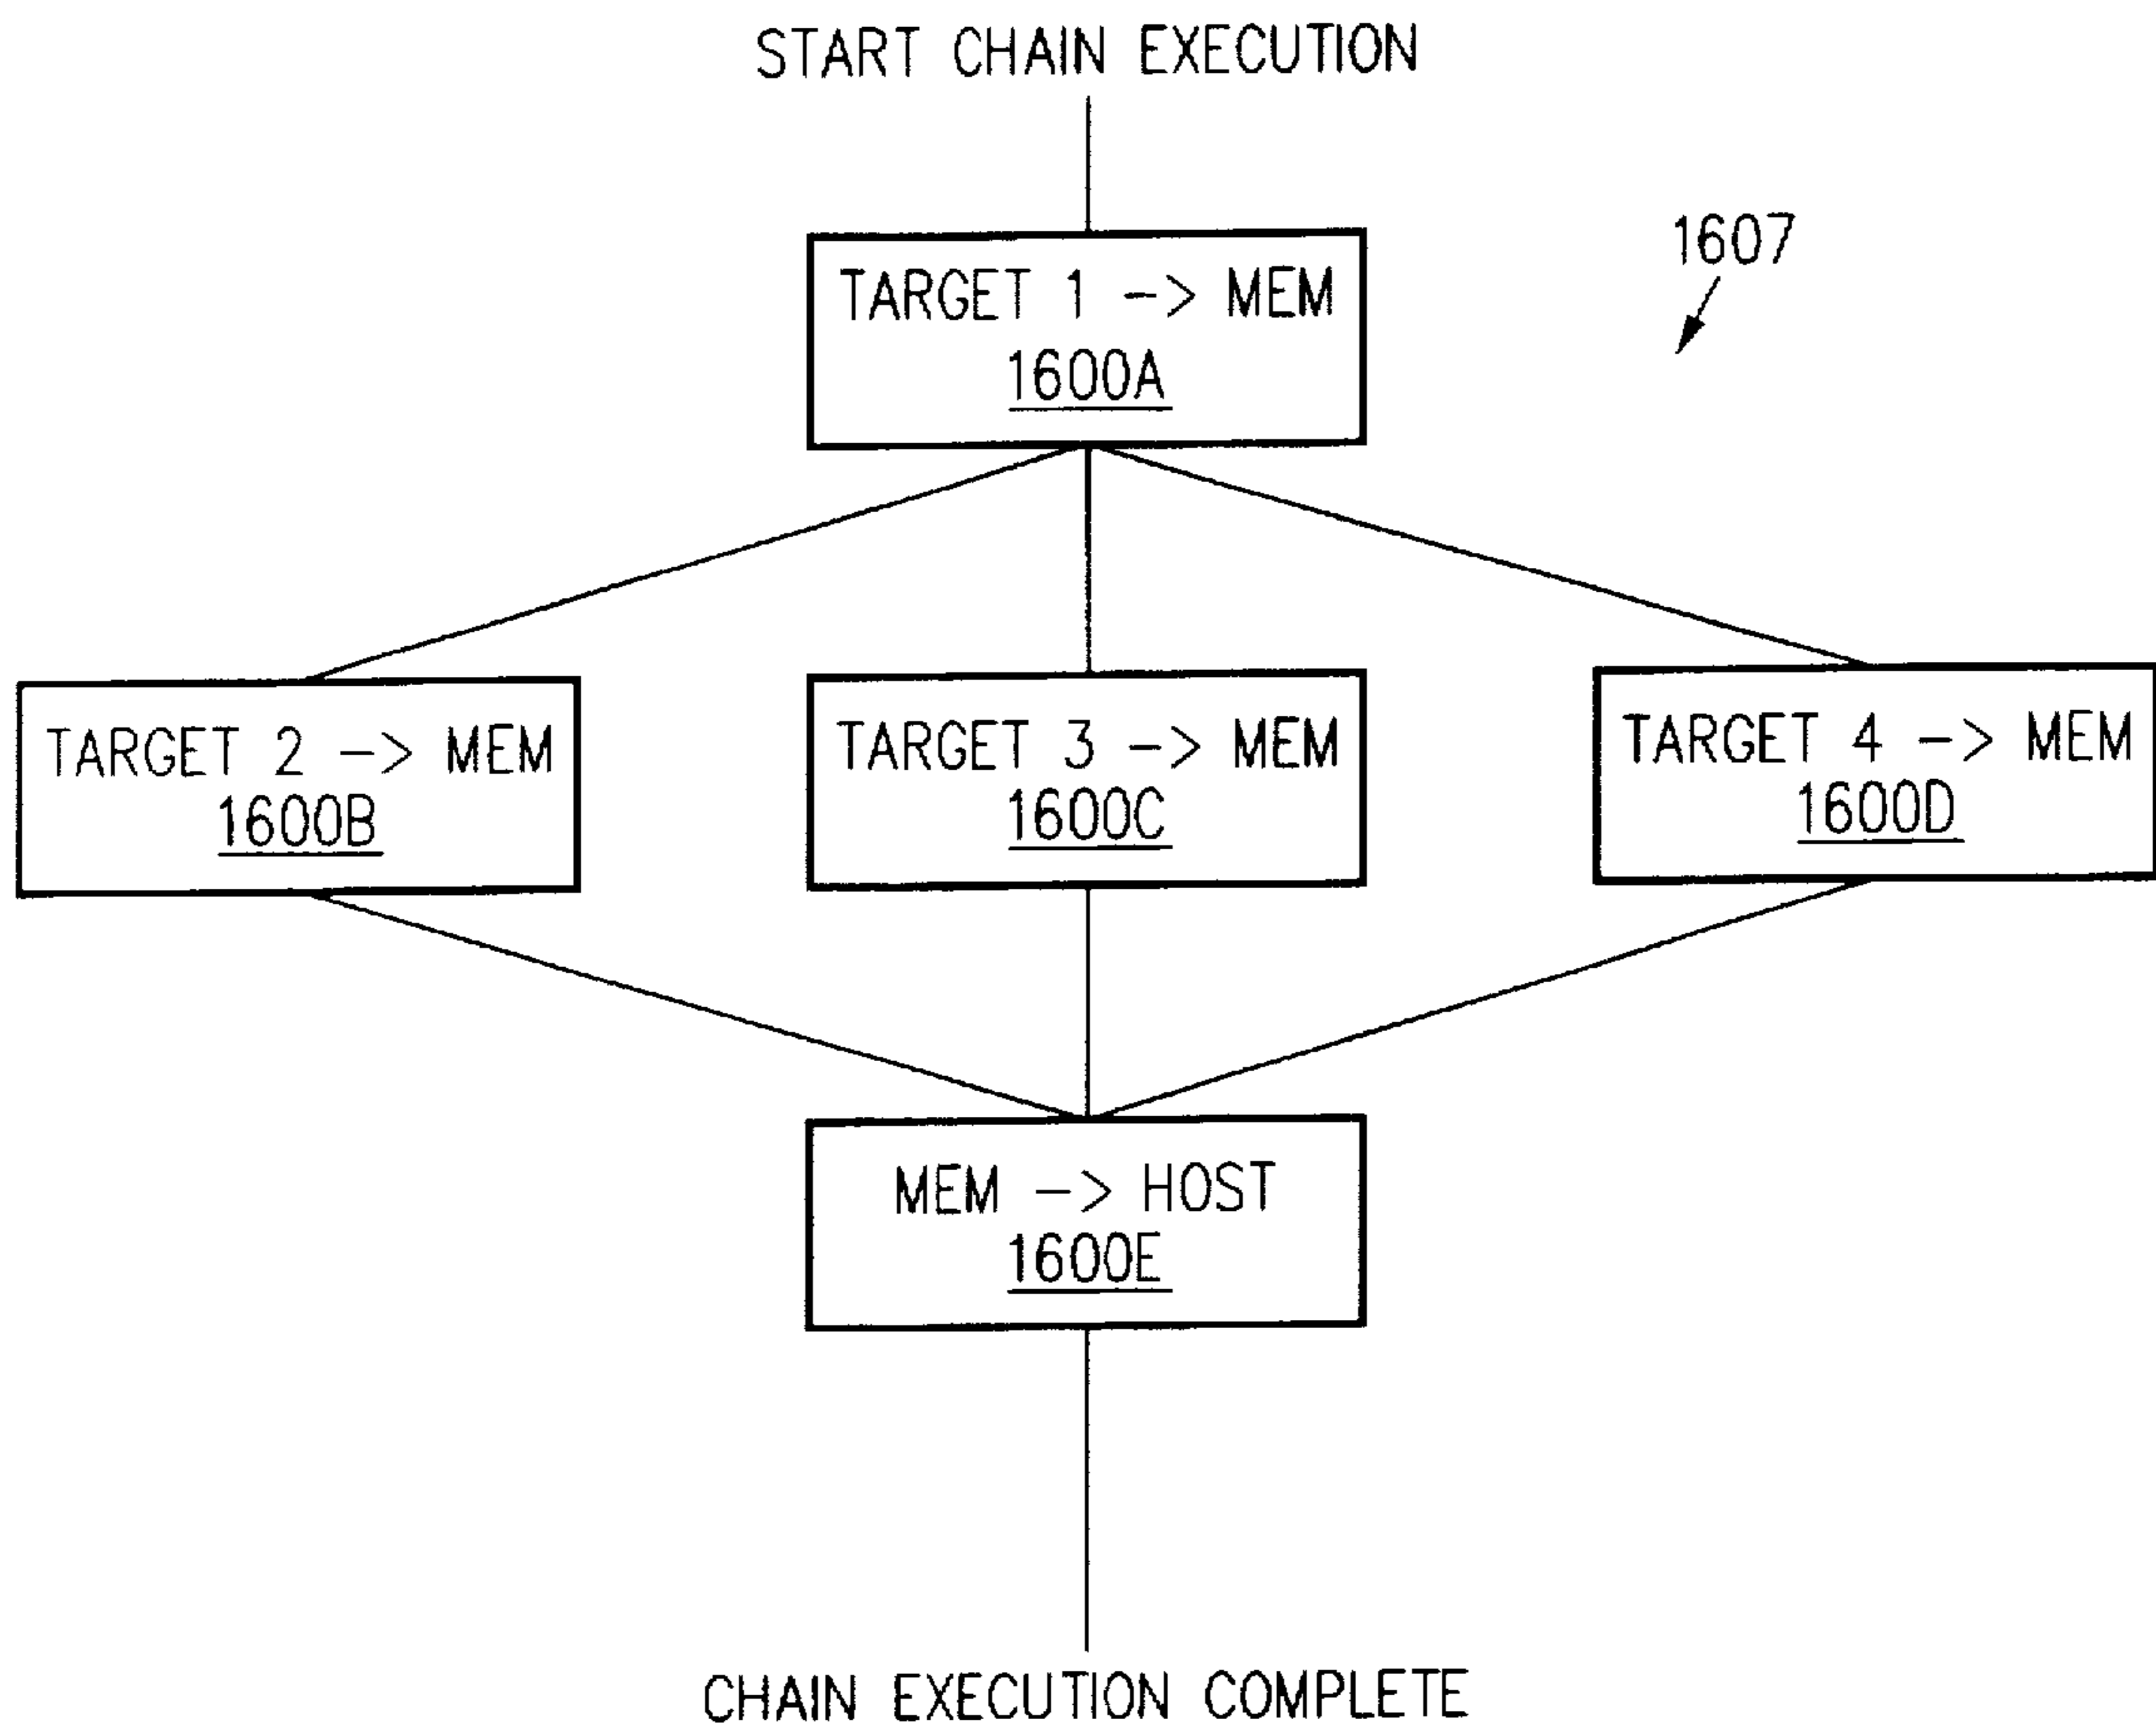 START CHAIN EXECUTION
1607
TARGET 1 -> MEM
1600A
TARGET 2 -> MEM
1600B
TARGET 3 -> MEM
1600C
TARGET 4 -> MEM
1600D
MEM -> HOST
1600E
CHAIN EXECUTION COMPLETE